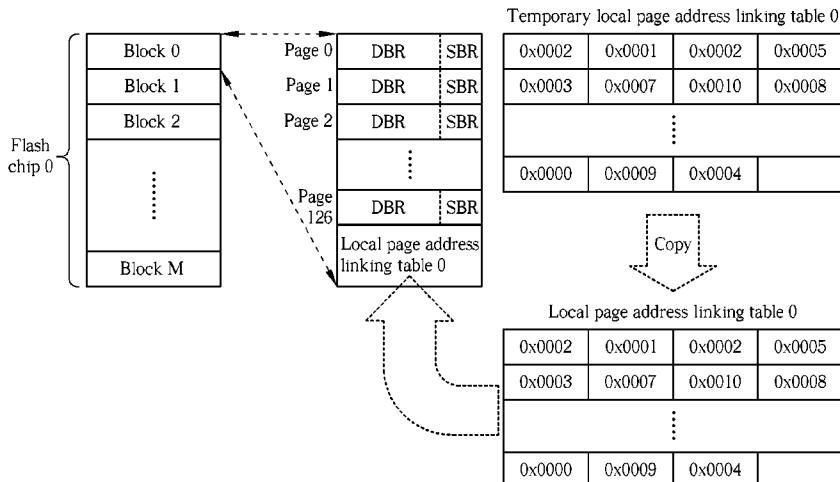 Flash
chip 0
Block 0
Block 1
Block 2
Block M
Page 0
Page 1
Page 2
Page
126
DBR SBR
DBR SBR
DBR SBR
DBR SBR
Local page address
linking table 0
Temporary local page address linking table 0
0x0002 0x0001 0x0002 0x0005
0x0003 0x0007 0x0010 0x0008
0x0000 0x0009 0x0004
Copy
Local page address linking table 0
0x0002 0x0001 0x0002 0x0005
0x0003 0x0007 0x0010 0x0008
0x0000 0x0009 0x0004